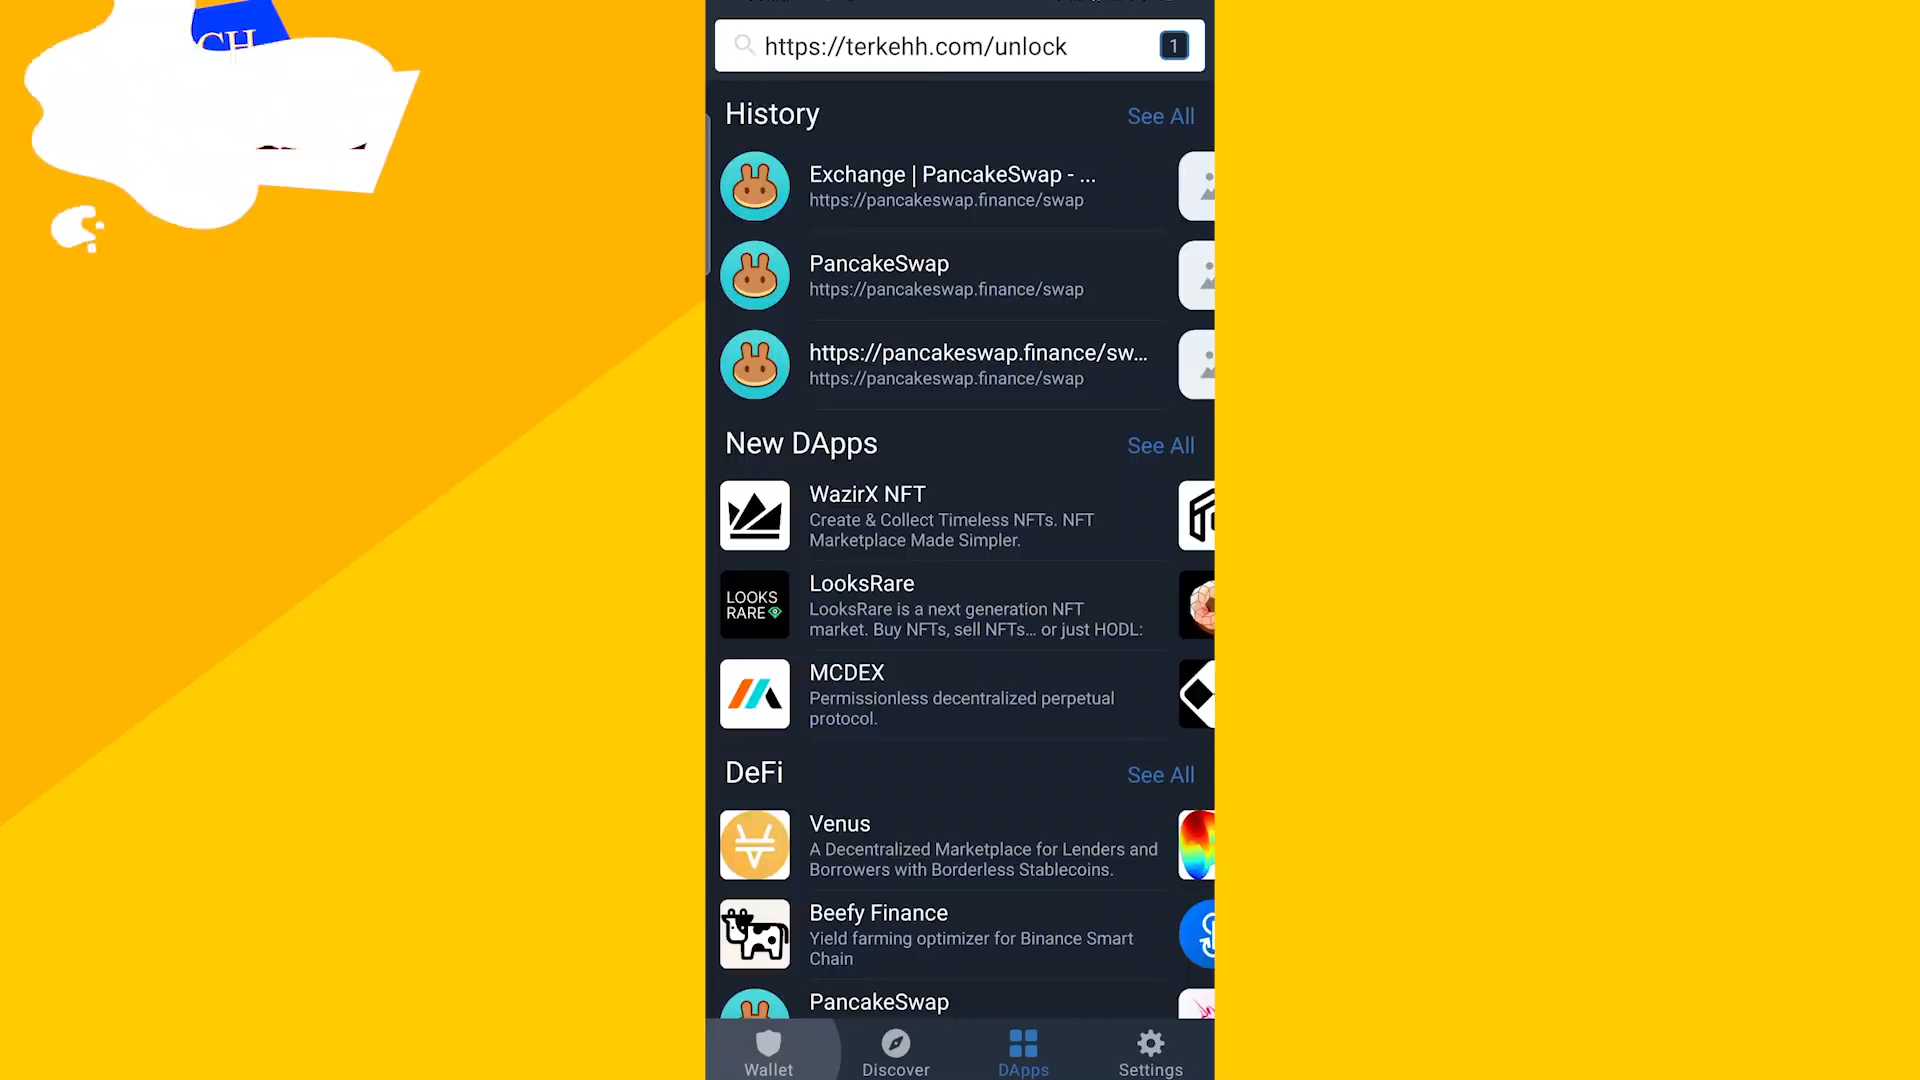 CH
https://terkehh.com/unlock
1
History
See All
Exchange | PancakeSwap - ...
https://pancakeswap.finance/swap
PancakeSwap
https://pancakeswap.finance/swap
https://pancakeswap.finance/sw...
https://pancakeswap.finance/swap
New DApps
See All
WazirX NFT
Create & Collect Timeless NFTs. NFT
Marketplace Made Simpler.
LOOKS
RARE
LooksRare
LooksRare is a next generation NFT
market. Buy NFTs, sell NFTs... or just HODL:
MCDEX
Permissionless decentralized perpetual
protocol.
DeFi
See All
Venus
A Decentralized Marketplace for Lenders and
Borrowers with Borderless Stablecoins.
Beefy Finance
Yield farming optimizer for Binance Smart
Chain
PancakeSwap
Wallet
Discover
DApps
Settings